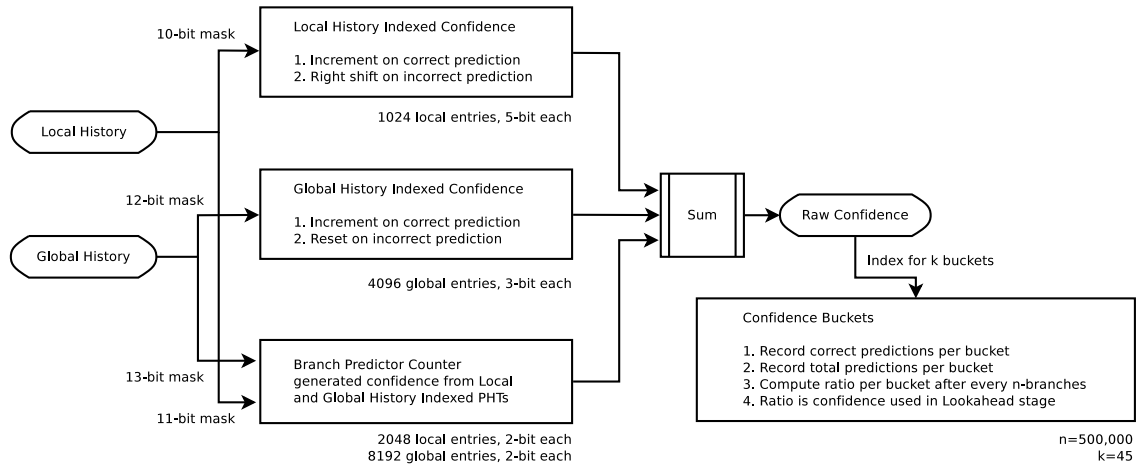 10-bit mask
Local History Indexed Confidence
1. Increment on correct prediction
2. Right shift on incorrect prediction
1024 local entries, 5-bit each
Local History
12-bit mask
Global History Indexed Confidence
1. Increment on correct prediction
2. Reset on incorrect prediction
4096 global entries, 3-bit each
Global History
13-bit mask
11-bit mask
Branch Predictor Counter
generated confidence from Local
and Global History Indexed PHTs
2048 local entries, 2-bit each
8192 global entries, 2-bit each
Sum
Raw Confidence
Index for k buckets
Confidence Buckets
1. Record correct predictions per bucket
2. Record total predictions per bucket
3. Compute ratio per bucket after every n-branches
4. Ratio is confidence used in Lookahead stage
n=500,000
k=45